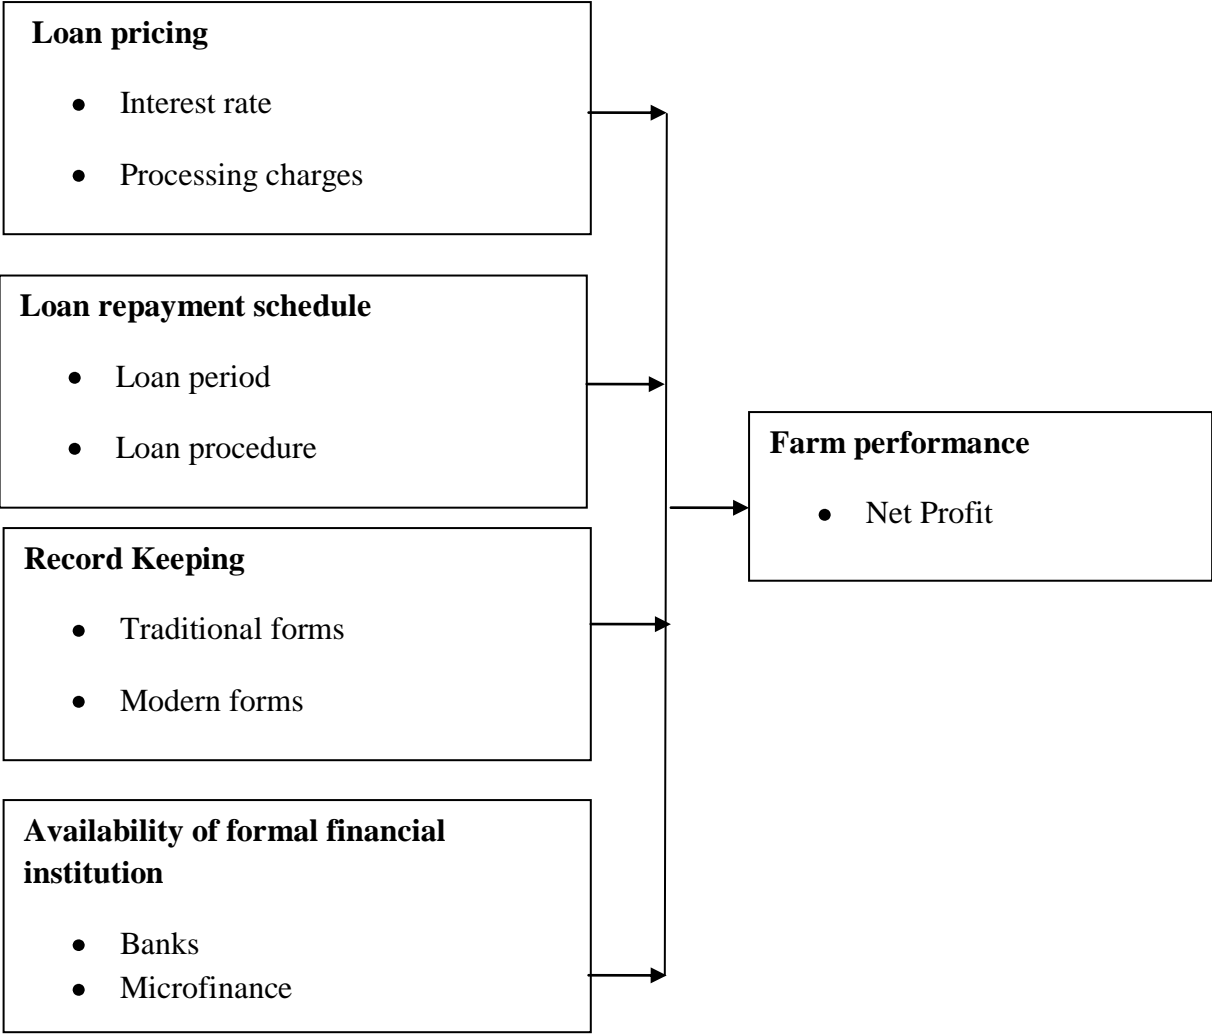 Loan pricing
• Interest rate
• Processing charges
Loan repayment schedule
• Loan period
• Loan procedure
Record Keeping
• Traditional forms
• Modern forms
Availability of formal financial
institution
• Banks
• Microfinance
Farm performance
• Net Profit